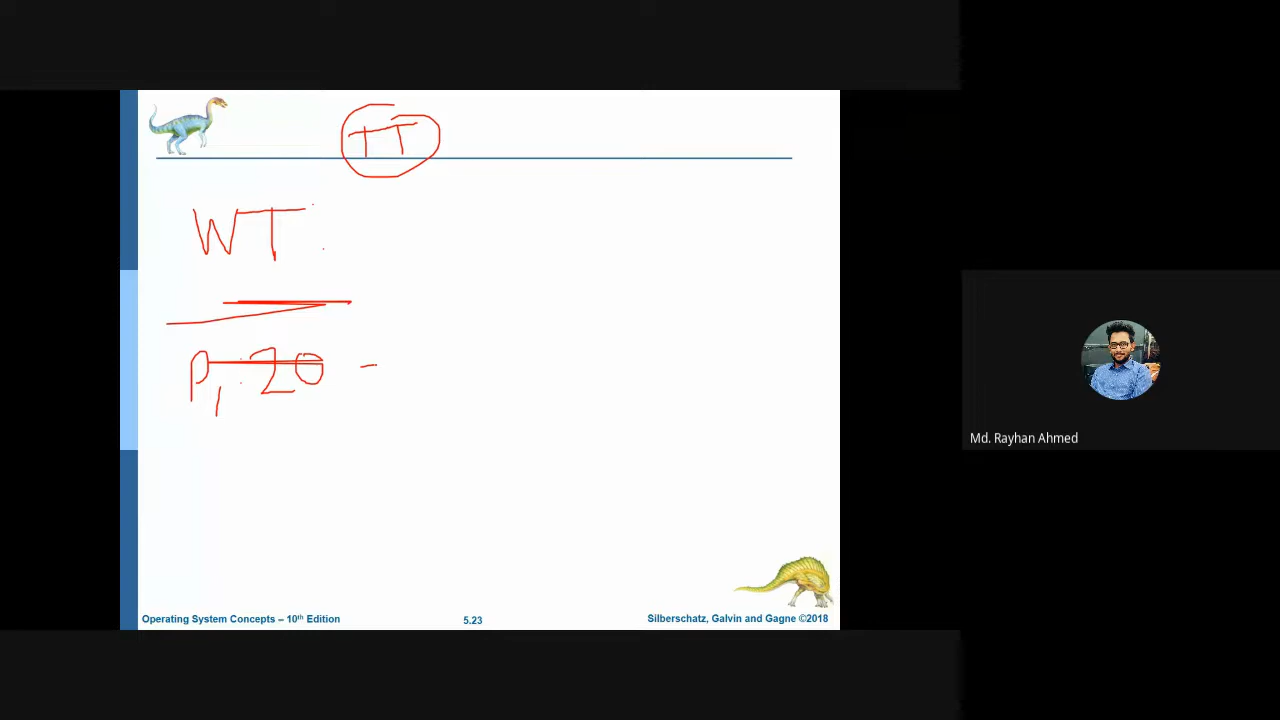 TT
WT
P1 : 20 -
Md. Rayhan Ahmed
Operating System Concepts – 10th Edition
5.23
Silberschatz, Galvin and Gagne ©2018